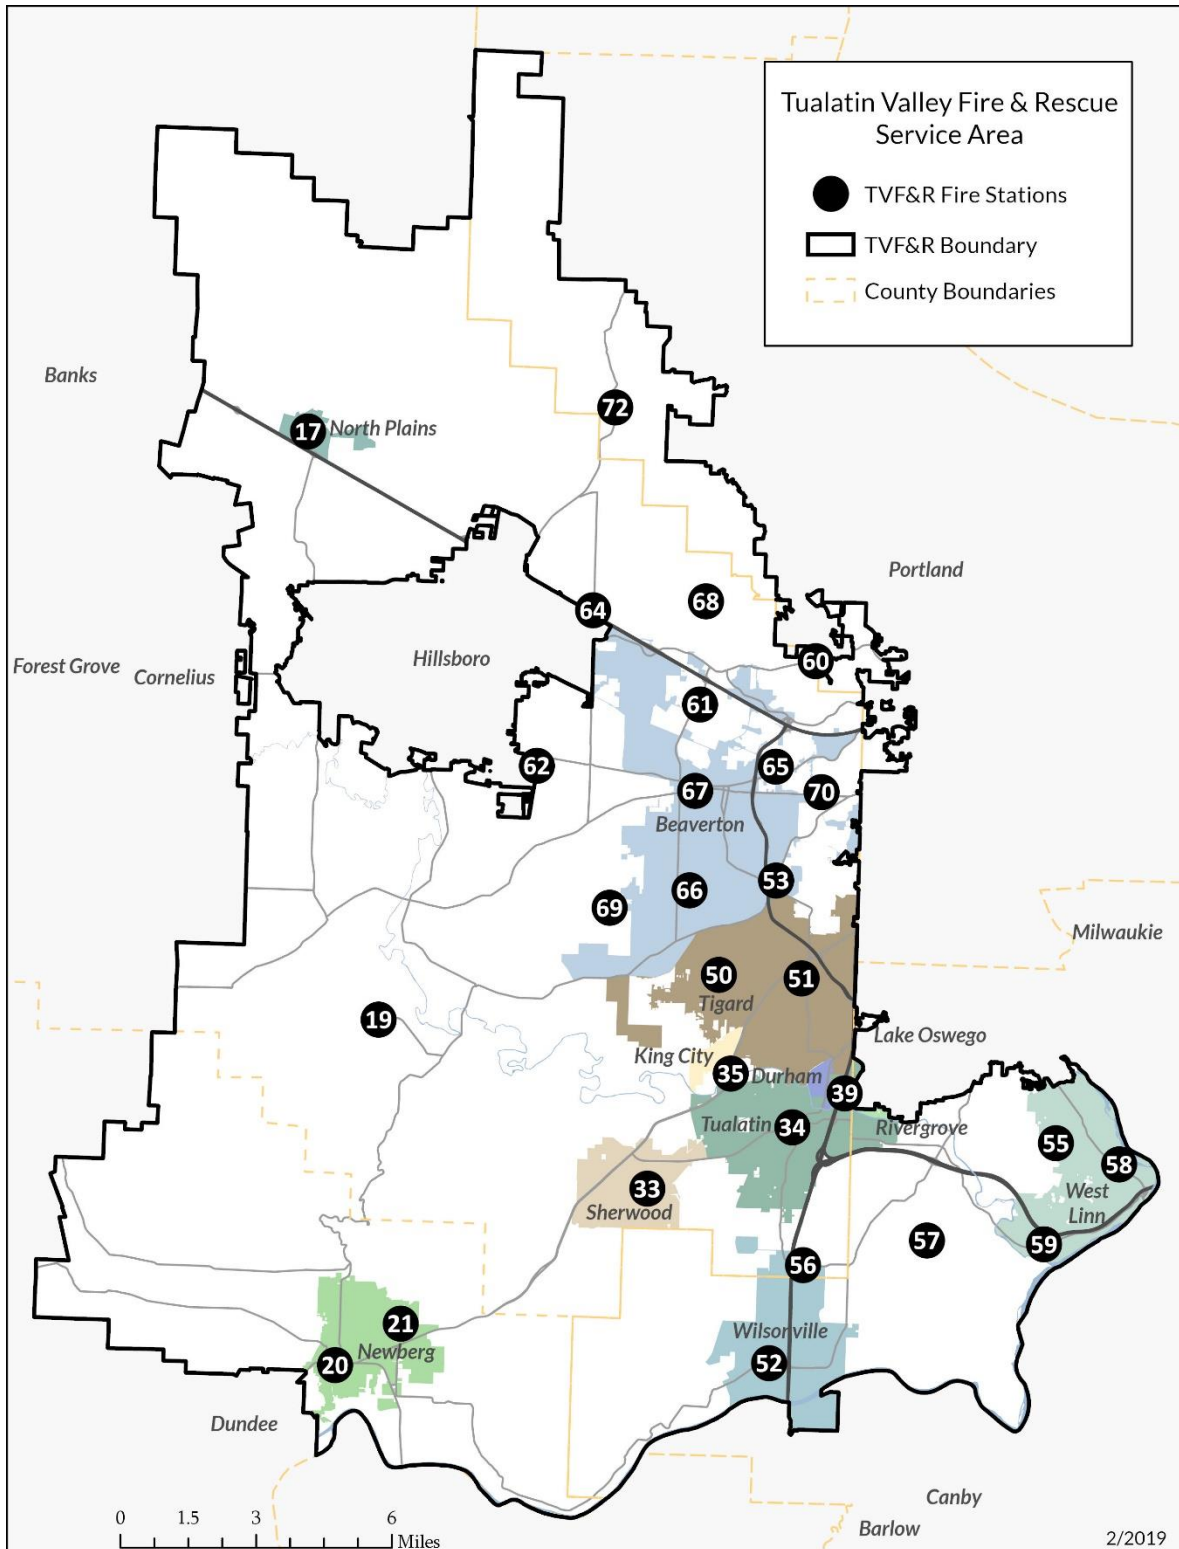 Tualatin Valley Fire & Rescue
Service Area
TVF&R Fire Stations
TVF&R Boundary
County Boundaries
Banks
72
17
North Plains
Portland
68
64
Forest Grove
Cornelius
Hillsboro
60
61
62
65
67
70
Beaverton
53
66
69
Milwaukie
50
51
Tigard
19
Lake Oswego
King City
35
Durham
39
Tualatin
34
Rivergrove
55
58
33
Sherwood
West
Linn
57
59
56
21
Wilsonville
Newberg
20
52
Dundee
Canby
Barlow
0 1.5 3 6
Miles
2/2019